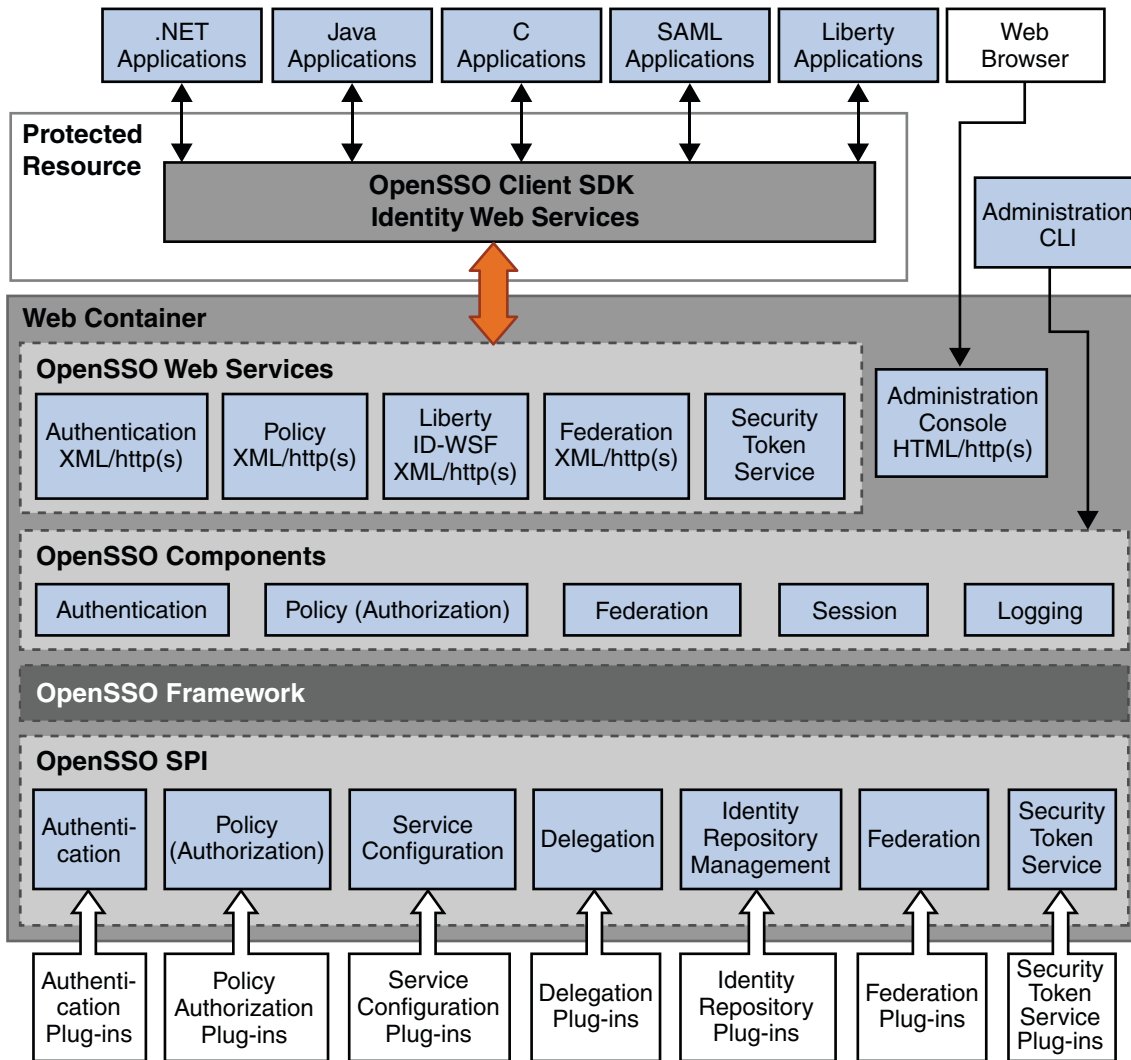 .NET
Applications
Java
Applications
C
Applications
SAML
Applications
Liberty
Applications
Web
Browser
Protected
Resource
OpenSSO Client SDK
Identity Web Services
Administration
CLI
Web Container
OpenSSO Web Services
Authentication
XML/http(s)
Policy
XML/http(s)
Liberty
ID-WSF
XML/http(s)
Federation
XML/http(s)
Security
Token
Service
Administration
Console
HTML/http(s)
OpenSSO Components
Authentication
Policy (Authorization)
Federation
Session
Logging
OpenSSO Framework
OpenSSO SPI
Authenti-
cation
Policy
(Authorization)
Service
Configuration
Delegation
Identity
Repository
Management
Federation
Security
Token
Service
Authenti-
cation
Plug-ins
Policy
Authorization
Plug-ins
Service
Configuration
Plug-ins
Delegation
Plug-ins
Identity
Repository
Plug-ins
Federation
Plug-ins
Security
Token
Service
Plug-ins